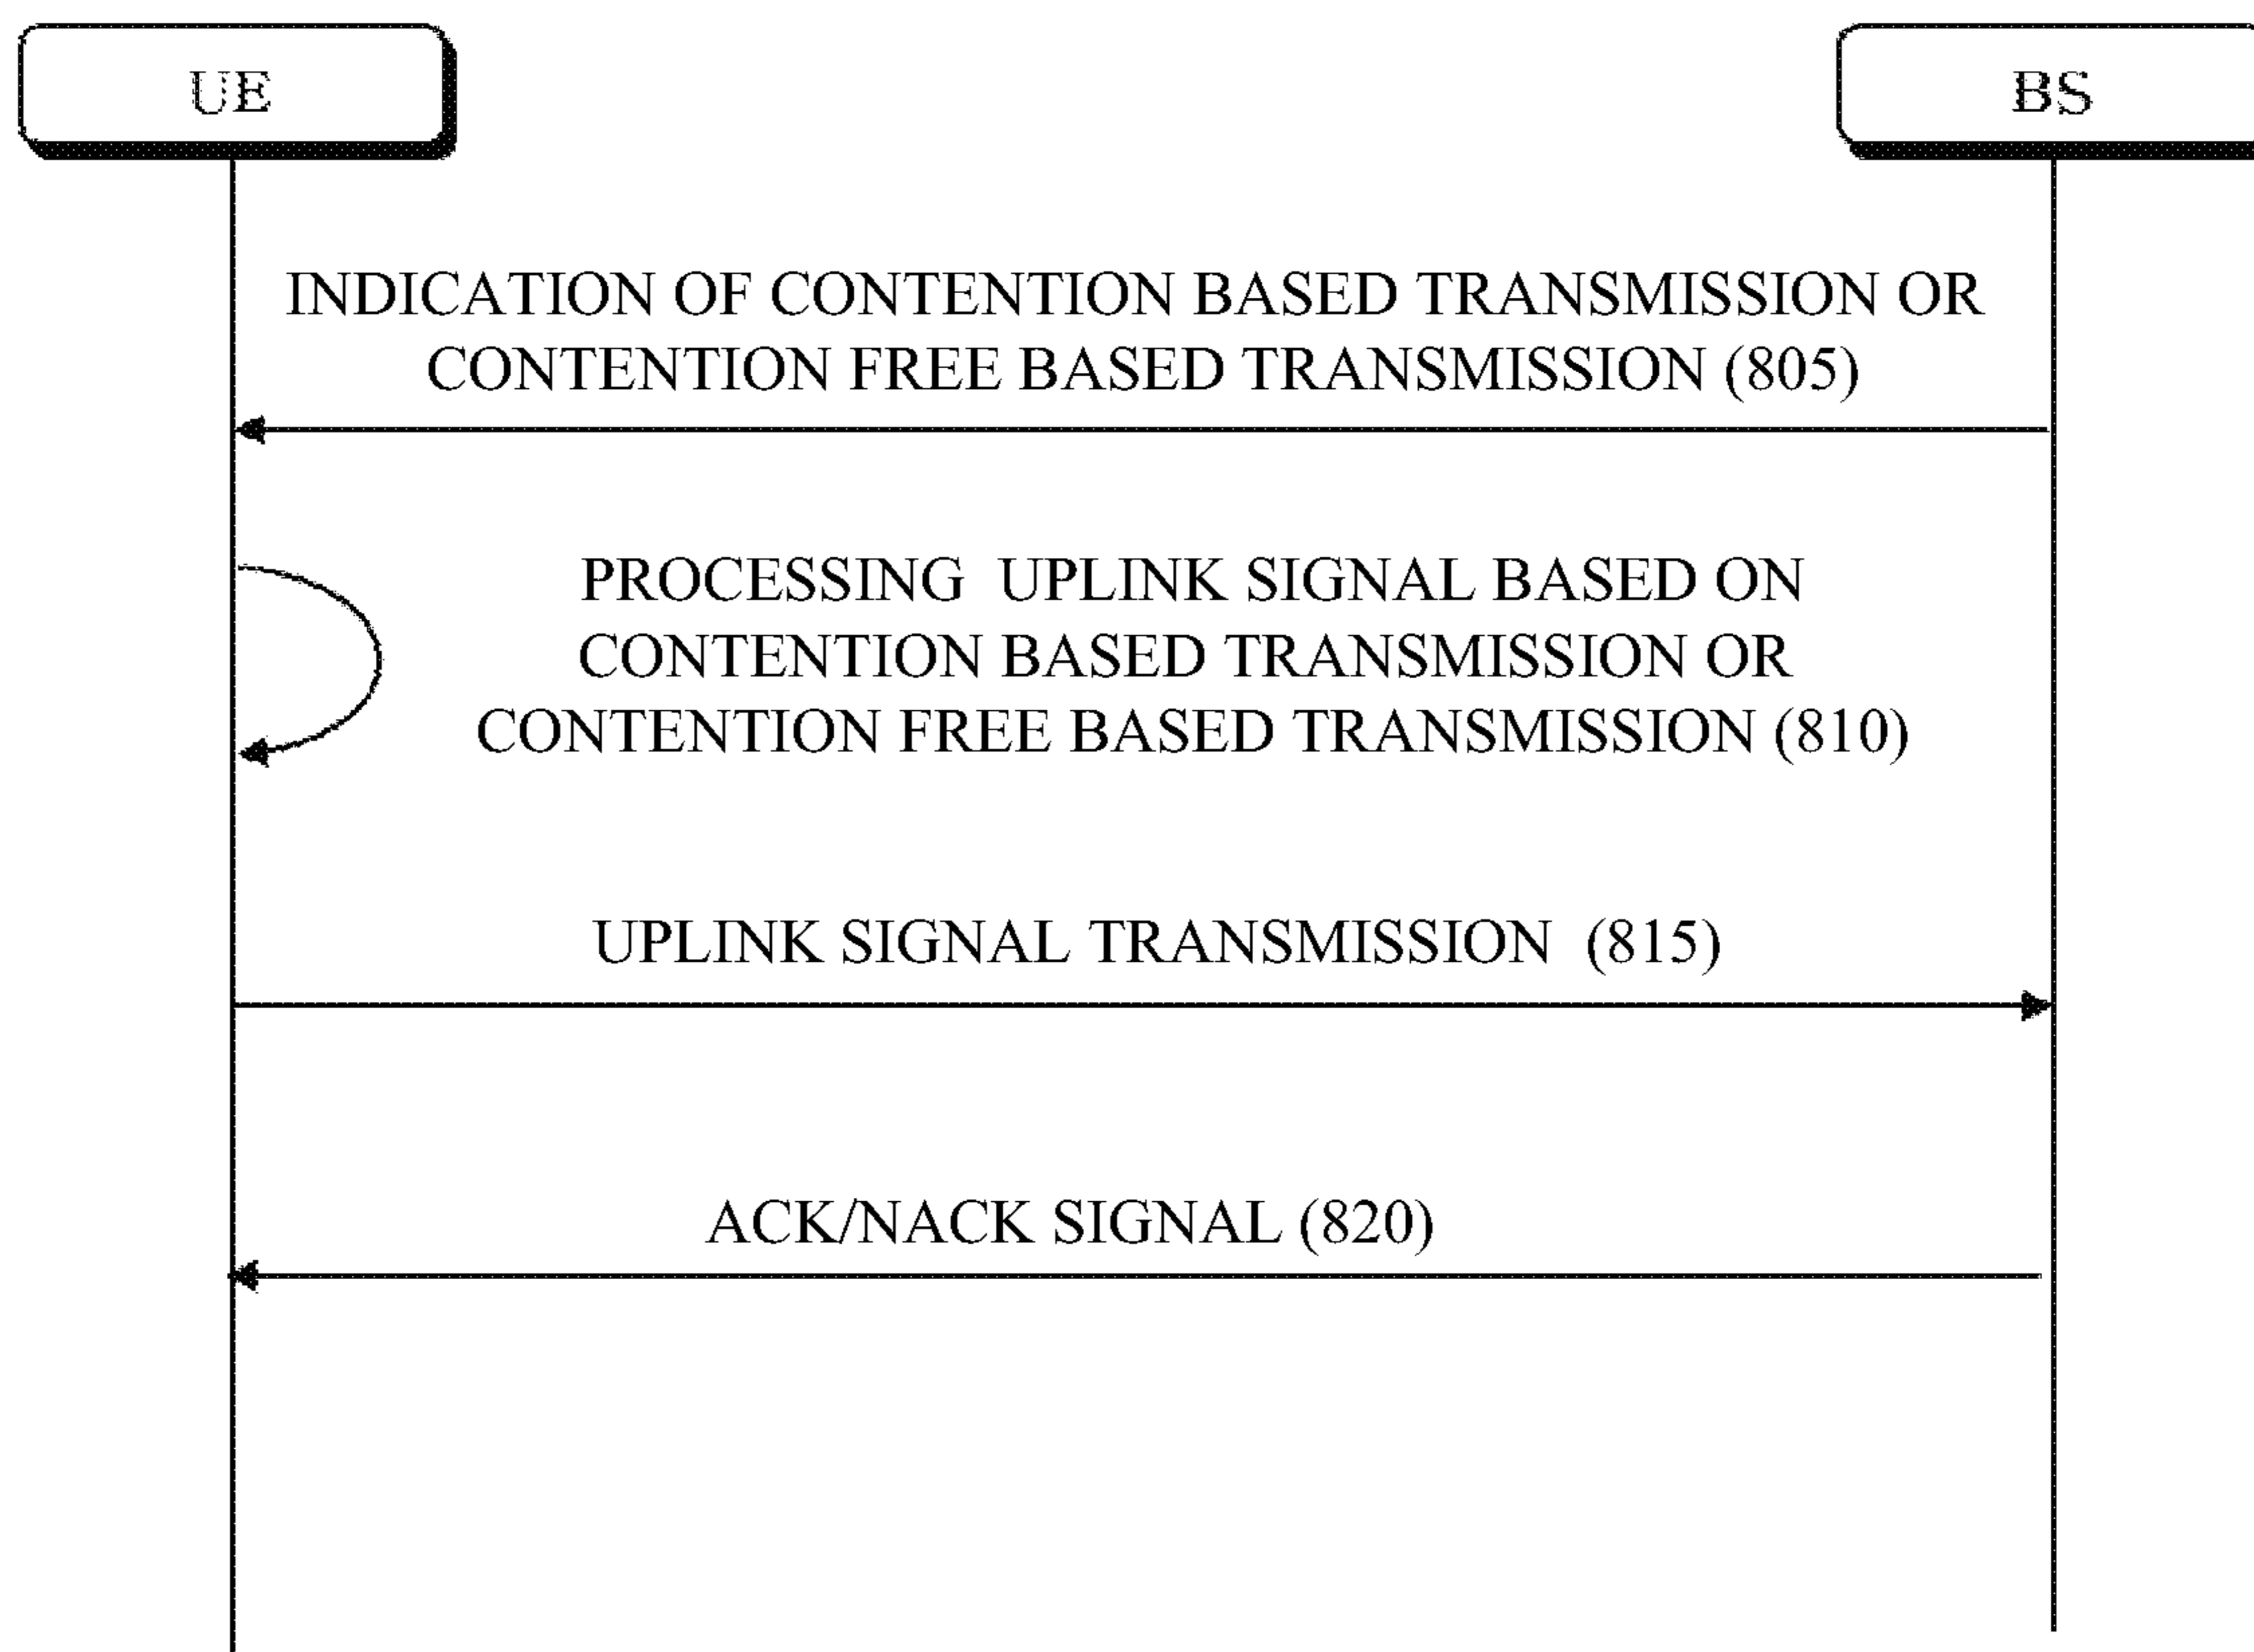 UE
BS
INDICATION OF CONTENTION BASED TRANSMISSION OR
CONTENTION FREE BASED TRANSMISSION (805)
PROCESSING UPLINK SIGNAL BASED ON
CONTENTION BASED TRANSMISSION OR
CONTENTION FREE BASED TRANSMISSION (810)
UPLINK SIGNAL TRANSMISSION (815)
ACK/NACK SIGNAL (820)